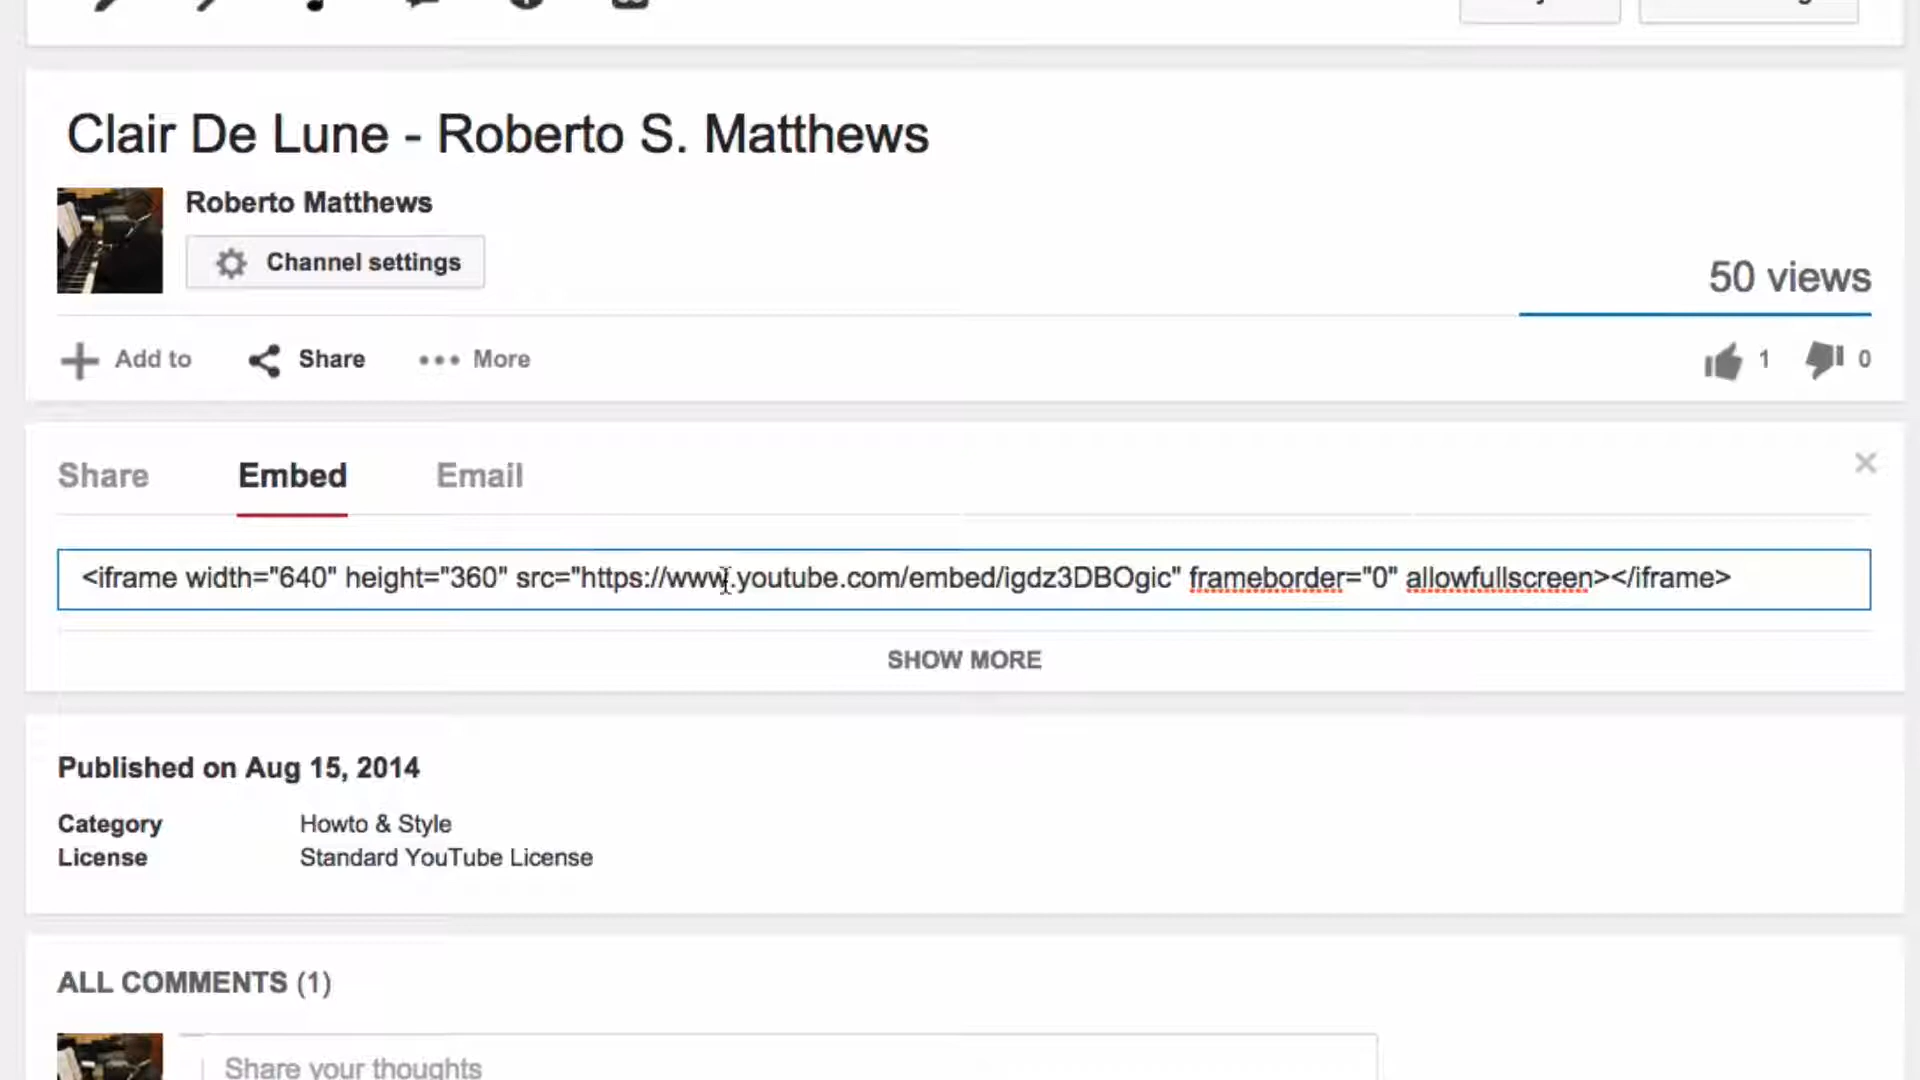 Clair De Lune - Roberto S. Matthews
Roberto Matthews
Channel settings
50 views
Add to Share More 1 0
Share Embed Email
<iframe width="640" height="360" src="https://www.youtube.com/embed/igdz3DBOgic" frameborder="0" allowfullscreen></iframe>
SHOW MORE
Published on Aug 15, 2014
Category Howto & Style
License Standard YouTube License
ALL COMMENTS (1)
Share your thoughts